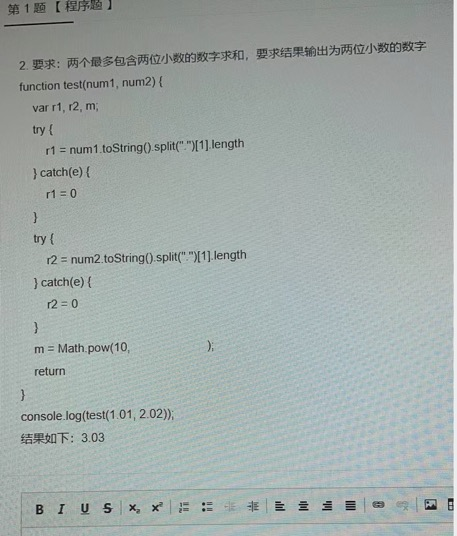 第 1 题 【 程序题 】
2. 要求：两个最多包含两位小数的数字求和，要求结果输出为两位小数的数字
function test(num1, num2) {
var r1, r2, m;
try {
r1 = num1.toString().split(".")[1].length
} catch(e) {
r1 = 0
}
try {
r2 = num2.toString().split(".")[1].length
} catch(e) {
r2 = 0
}
m = Math.pow(10, );
return
}
console.log(test(1.01, 2.02));
结果如下：3.03
B I U S X₂ X²